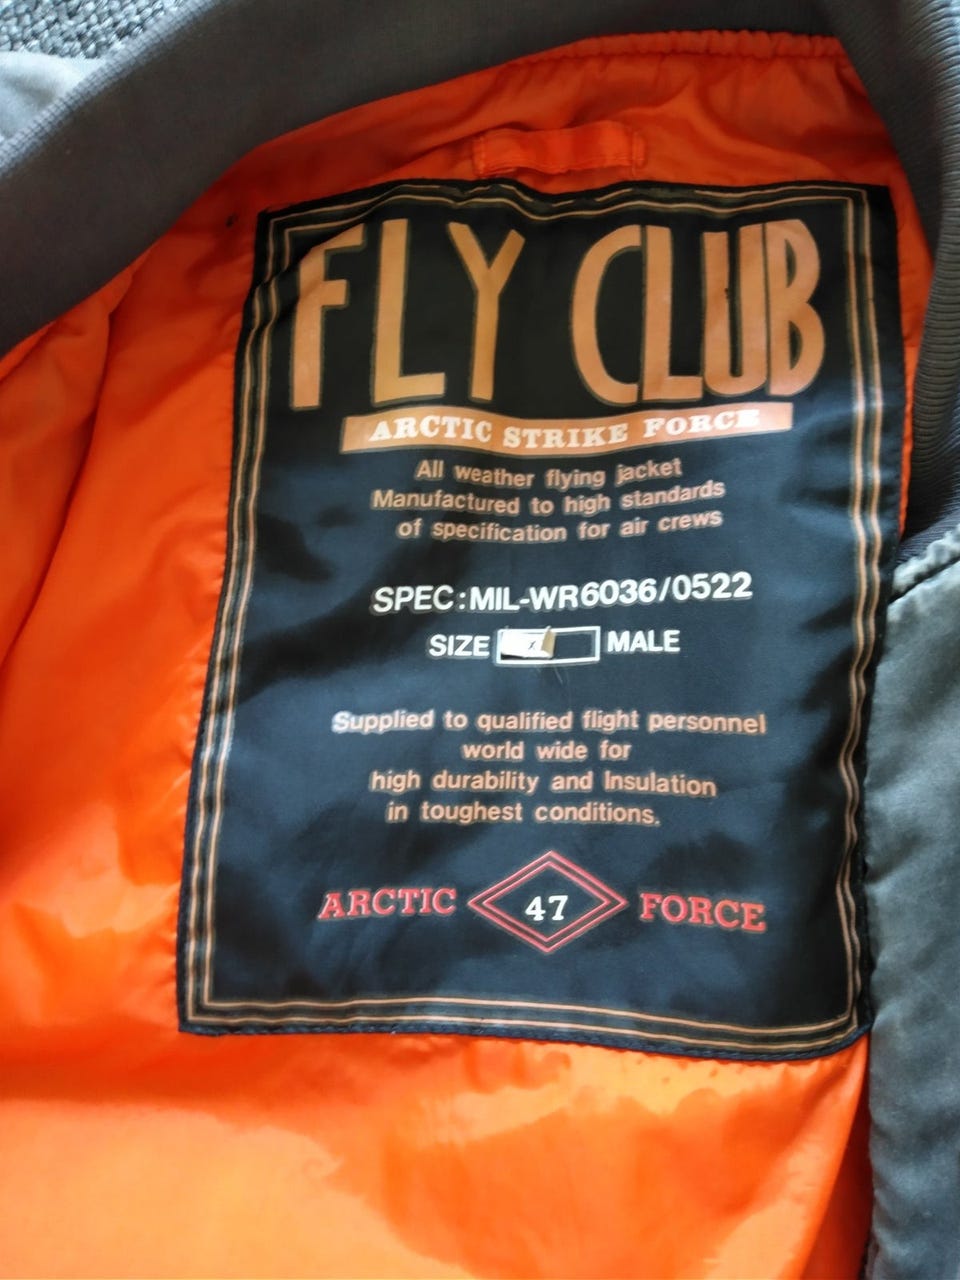 FLY CLUB
ARCTIC STRIKE FORCE
All weather flying jacket
Manufactured to high standards
of specification for air crews
SPEC:MIL-WR6036/0522
SIZE X MALE
Supplied to qualified flight personnel
world wide for
high durability and Insulation
in toughest conditions.
ARCTIC 47 FORCE